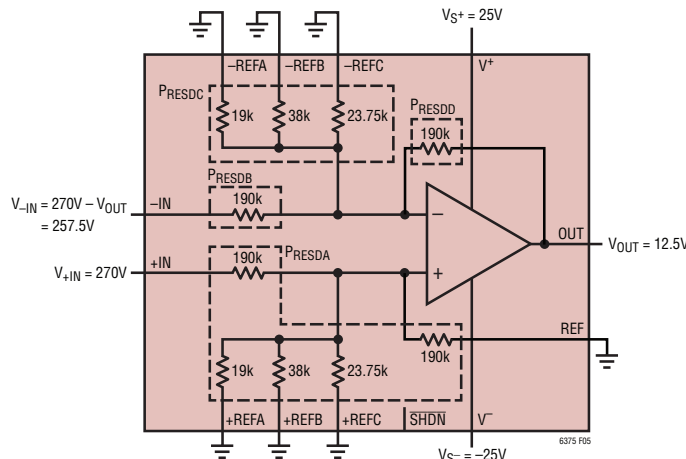 VS+ = 25V
–REFA –REFB –REFC V+
PRESDC
19k 38k 23.75k
PRESDD
190k
PRESDB
V–IN = 270V – VOUT
= 257.5V
–IN
190k
–
OUT
VOUT = 12.5V
V+IN = 270V
+IN
190k
PRESDA
+
REF
190k
19k 38k 23.75k
+REFA +REFB +REFC SHDN V–
VS– = –25V
6375 F05